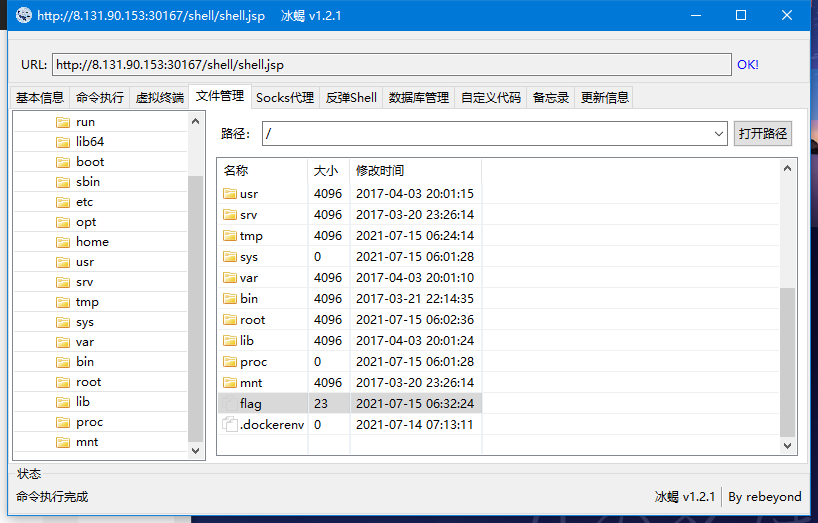 http://8.131.90.153:30167/shell/shell.jsp 冰蝎 v1.2.1
URL: http://8.131.90.153:30167/shell/shell.jsp OK!
基本信息 命令执行 虚拟终端 文件管理 Socks代理 反弹Shell 数据库管理 自定义代码 备忘录 更新信息
run
lib64
boot
sbin
etc
opt
home
usr
srv
tmp
sys
var
bin
root
lib
proc
mnt
路径: / 打开路径
名称 大小 修改时间
usr 4096 2017-04-03 20:01:15
srv 4096 2017-03-20 23:26:14
tmp 4096 2021-07-15 06:24:14
sys 0 2021-07-15 06:01:28
var 4096 2017-04-03 20:01:10
bin 4096 2017-03-21 22:14:35
root 4096 2021-07-15 06:02:36
lib 4096 2017-04-03 20:01:24
proc 0 2021-07-15 06:01:28
mnt 4096 2017-03-20 23:26:14
flag 23 2021-07-15 06:32:24
.dockerenv 0 2021-07-14 07:13:11
状态
命令执行完成 冰蝎 v1.2.1 By rebeyond